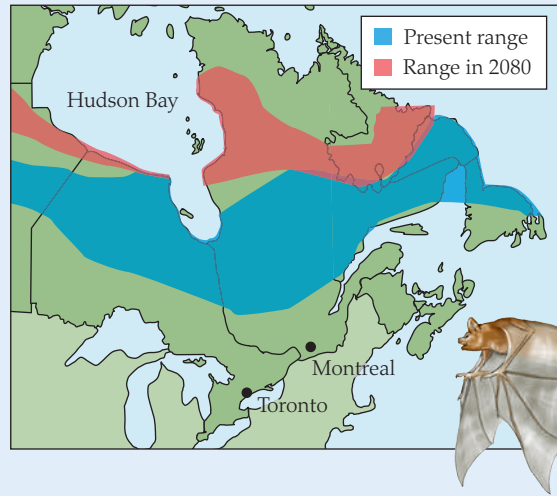 Present range
Range in 2080
Hudson Bay
Montreal
Toronto